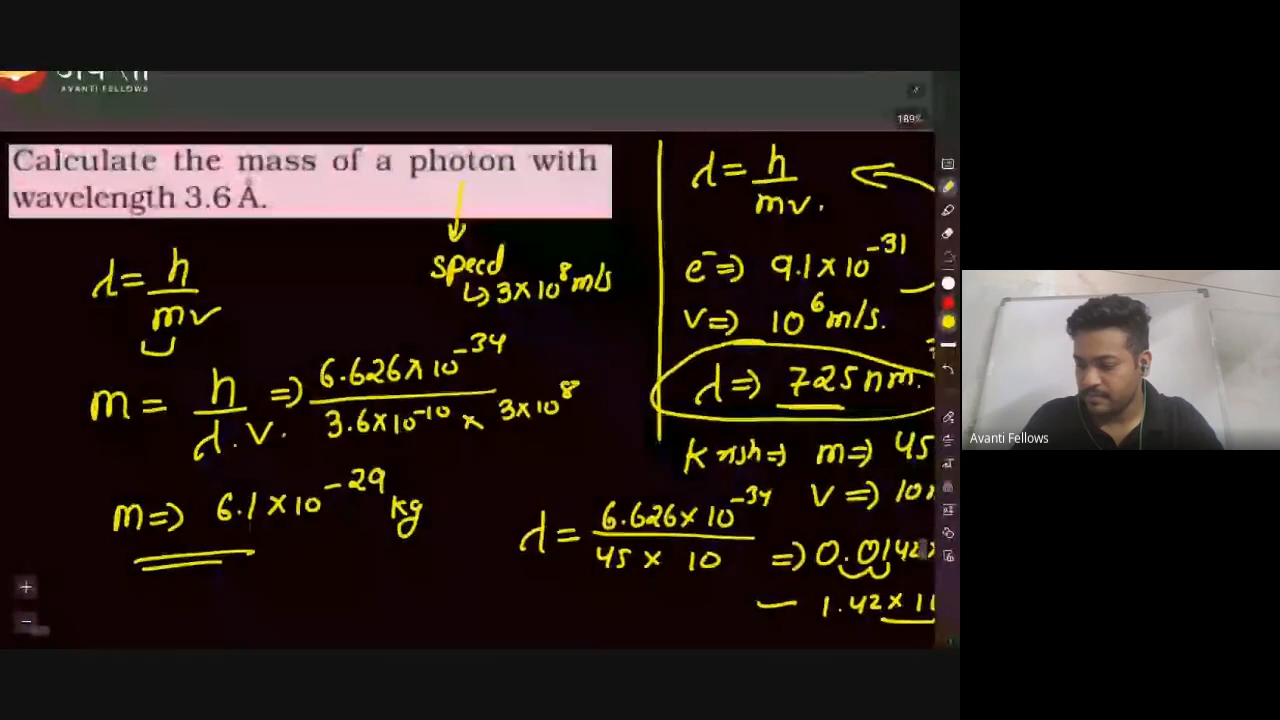 AVANTI FELLOWS
189%
Calculate the mass of a photon with
wavelength 3.6 Å.
speed
↳ 3×10⁸ m/s
λ = h / mv
m = h / λ.v. ⇒ 6.626×10⁻³⁴ / 3.6×10⁻¹⁰ × 3×10⁸
m ⇒ 6.1×10⁻²⁹ kg
λ = h / mv.
e⁻ ⇒ 9.1×10⁻³¹
v ⇒ 10⁶ m/s.
λ ⇒ 725 nm.
Krish ⇒ m ⇒ 45
v ⇒ 10
λ = 6.626×10⁻³⁴ / 45 × 10 ⇒ 0.0142
1.42×1
Avanti Fellows